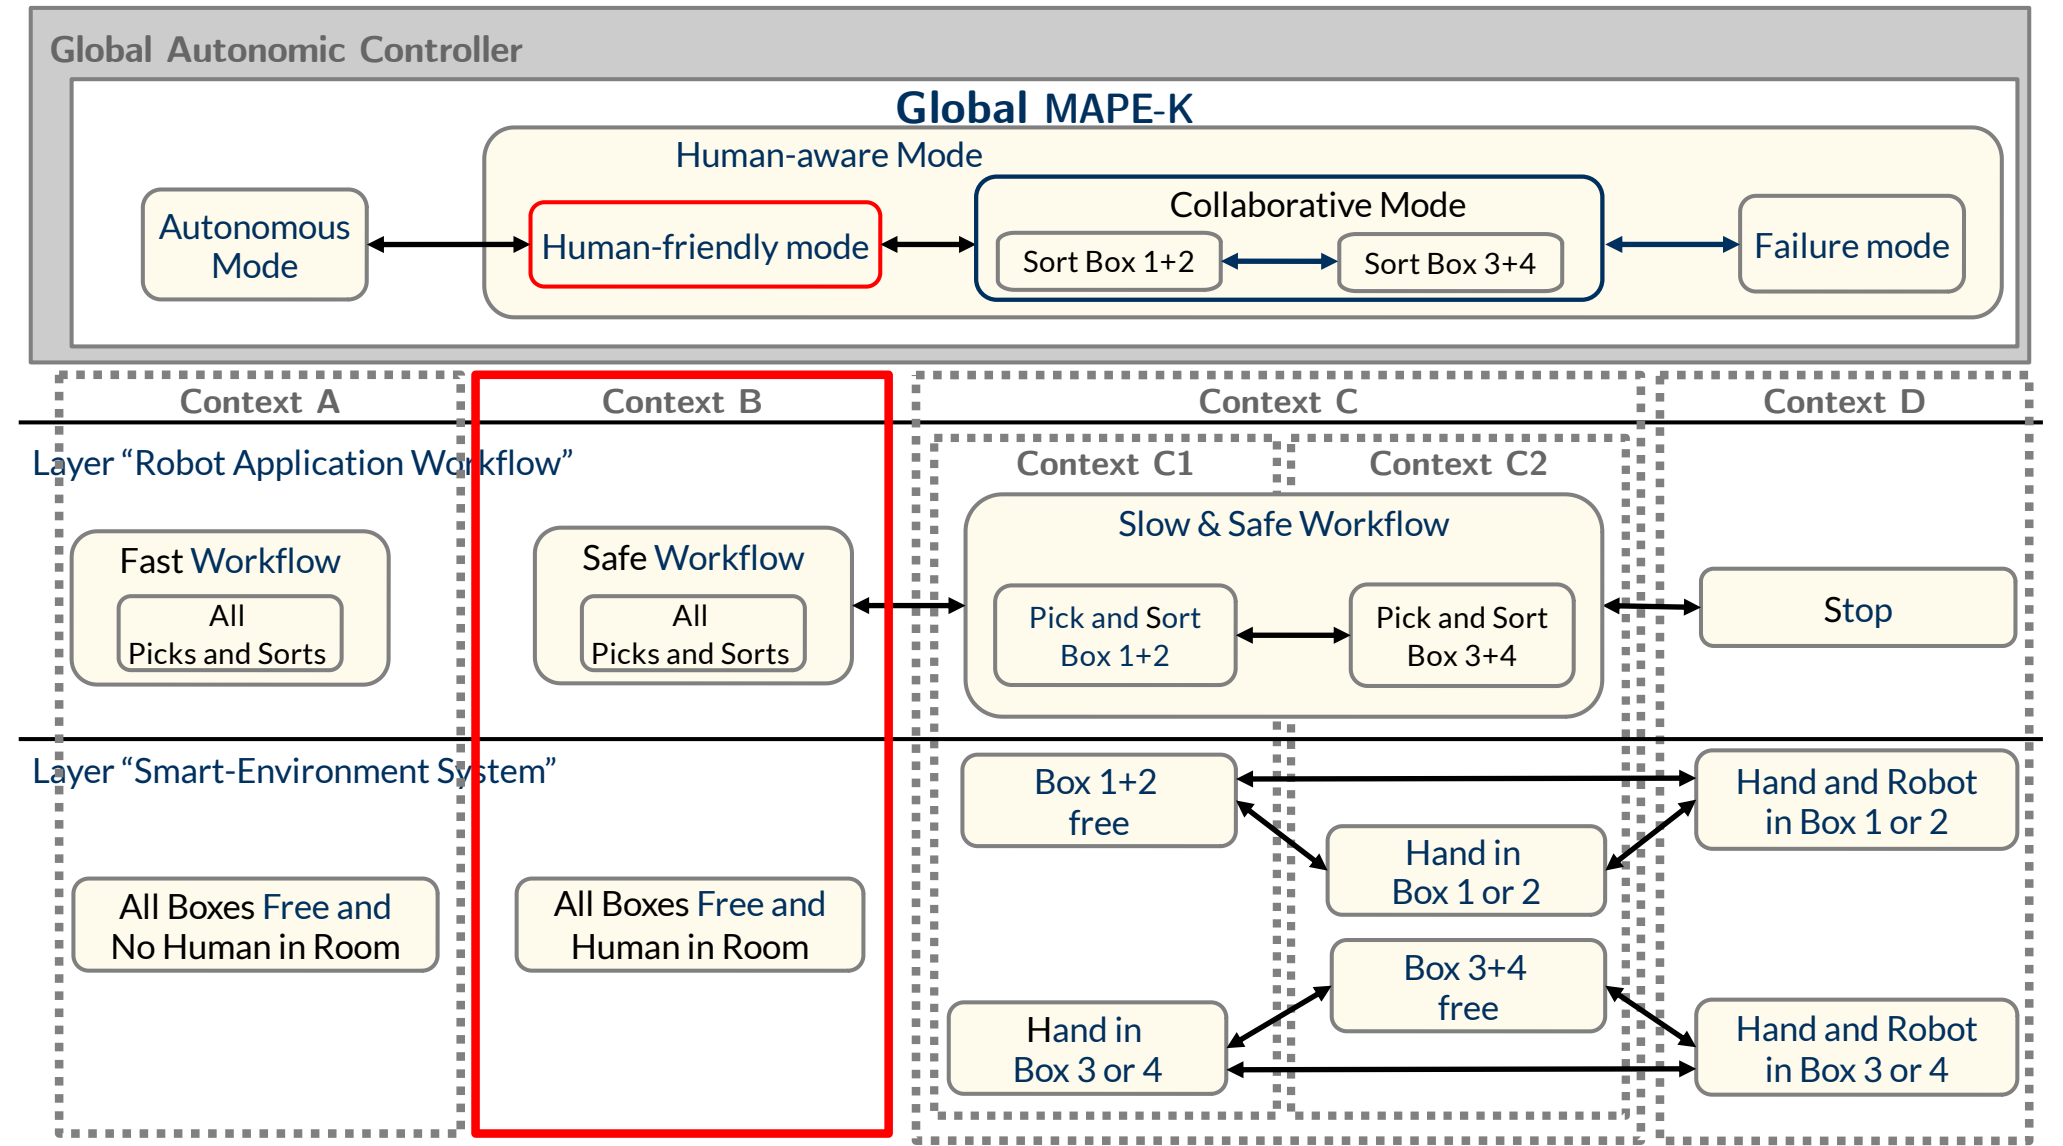 Global Autonomic Controller
Global MAPE-K
Human-aware Mode
Autonomous
Mode
Human-friendly mode
Collaborative Mode
Sort Box 1+2
Sort Box 3+4
Failure mode
Context A
Context B
Context C
Context D
Layer “Robot Application Workflow”
Context C1
Context C2
Fast Workflow
All
Picks and Sorts
Safe Workflow
All
Picks and Sorts
Slow & Safe Workflow
Pick and Sort
Box 1+2
Pick and Sort
Box 3+4
Stop
Layer “Smart-Environment System”
All Boxes Free and
No Human in Room
All Boxes Free and
Human in Room
Box 1+2
free
Hand in
Box 1 or 2
Hand and Robot
in Box 1 or 2
Box 3+4
free
Hand in
Box 3 or 4
Hand and Robot
in Box 3 or 4